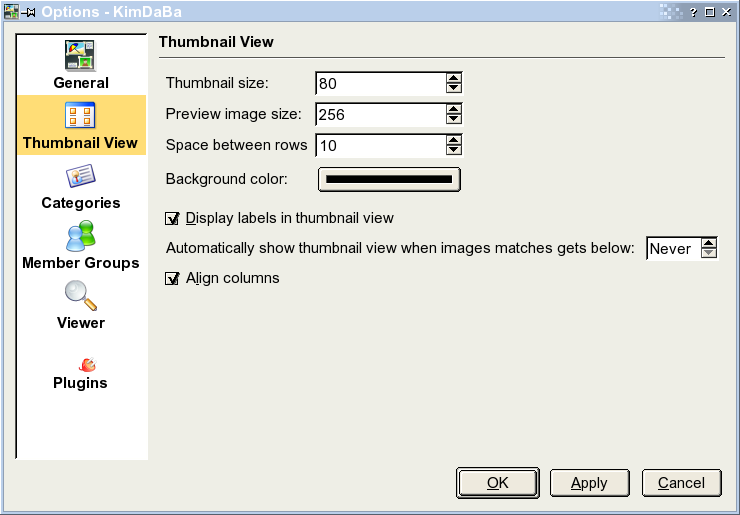 Options - KimDaBa
General
Thumbnail View
Categories
Member Groups
Viewer
Plugins
Thumbnail View
Thumbnail size: 80
Preview image size: 256
Space between rows 10
Background color:
Display labels in thumbnail view
Automatically show thumbnail view when images matches gets below: Never
Align columns
OK Apply Cancel